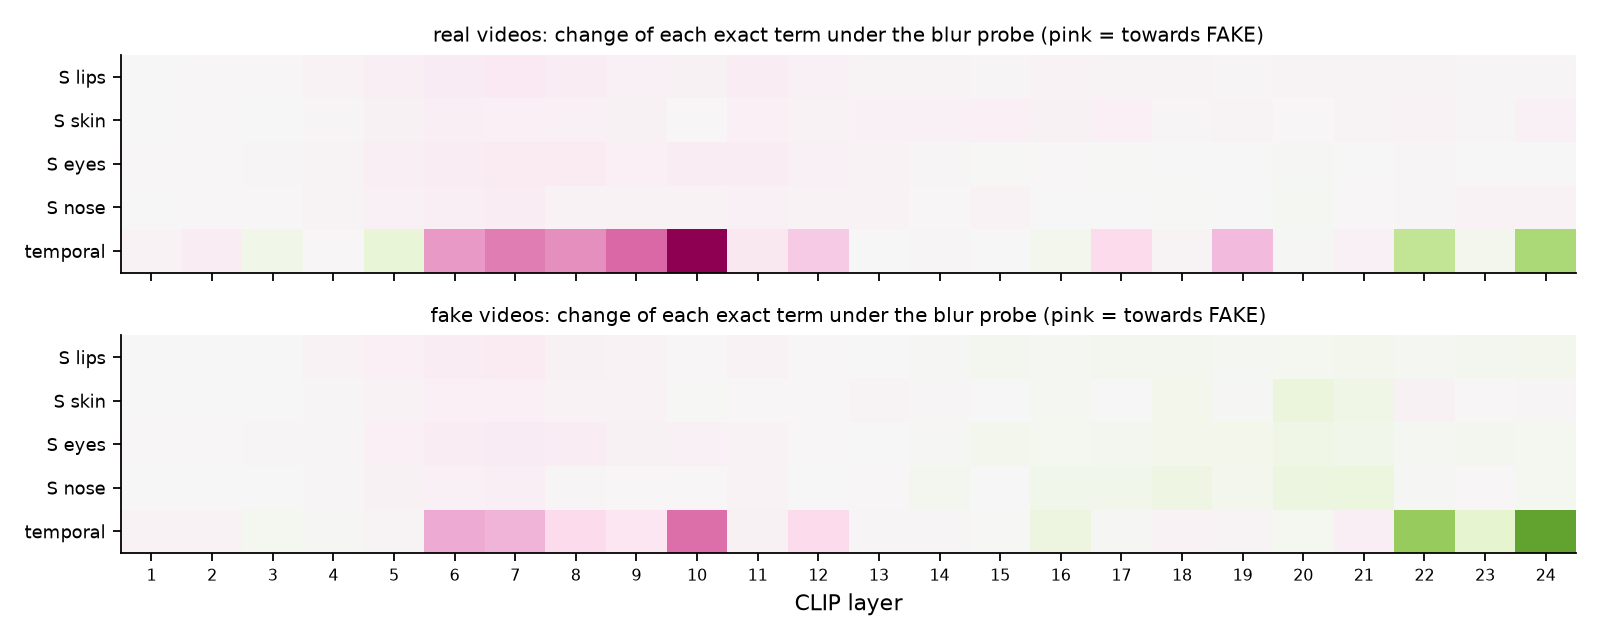 real videos: change of each exact term under the blur probe (pink = towards FAKE)
S lips
S skin
S eyes
S nose
temporal
fake videos: change of each exact term under the blur probe (pink = towards FAKE)
S lips
S skin
S eyes
S nose
temporal
1 2 3 4 5 6 7 8 9 10 11 12 13 14 15 16 17 18 19 20 21 22 23 24
CLIP layer